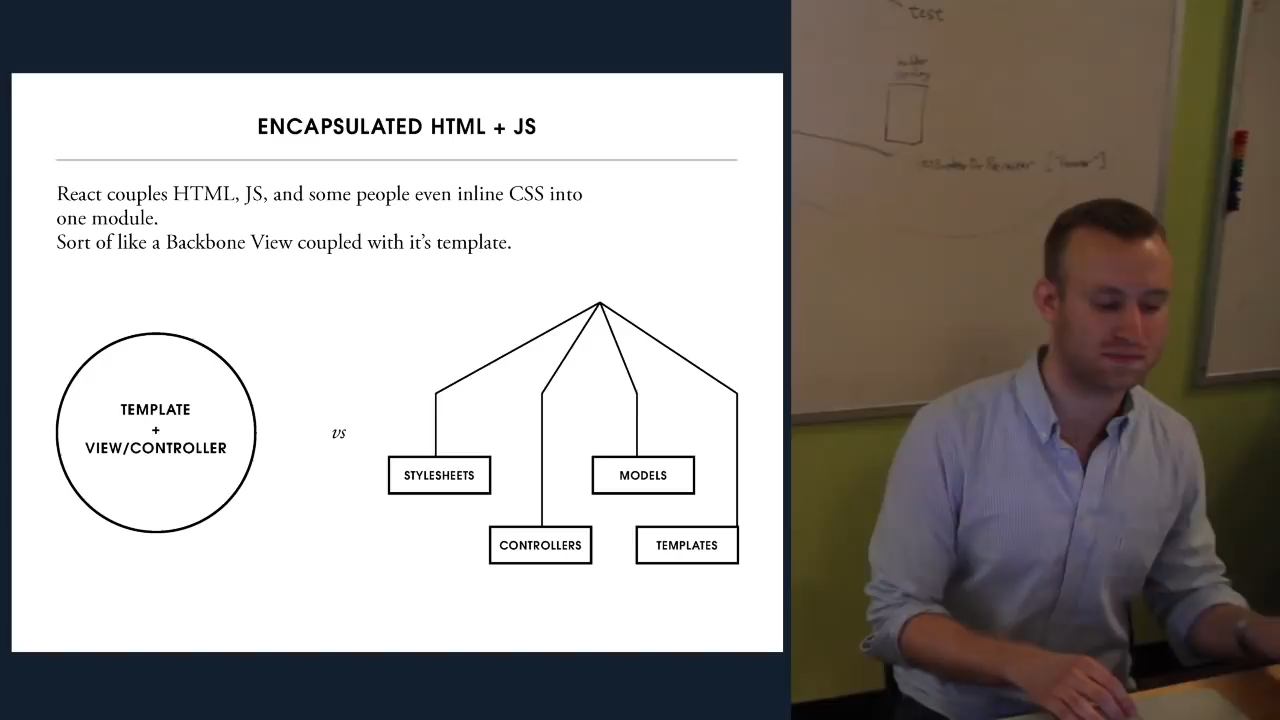 ENCAPSULATED HTML + JS
React couples HTML, JS, and some people even inline CSS into
one module.
Sort of like a Backbone View coupled with it's template.
TEMPLATE
+
VIEW/CONTROLLER
vs
STYLESHEETS
MODELS
CONTROLLERS
TEMPLATES
test